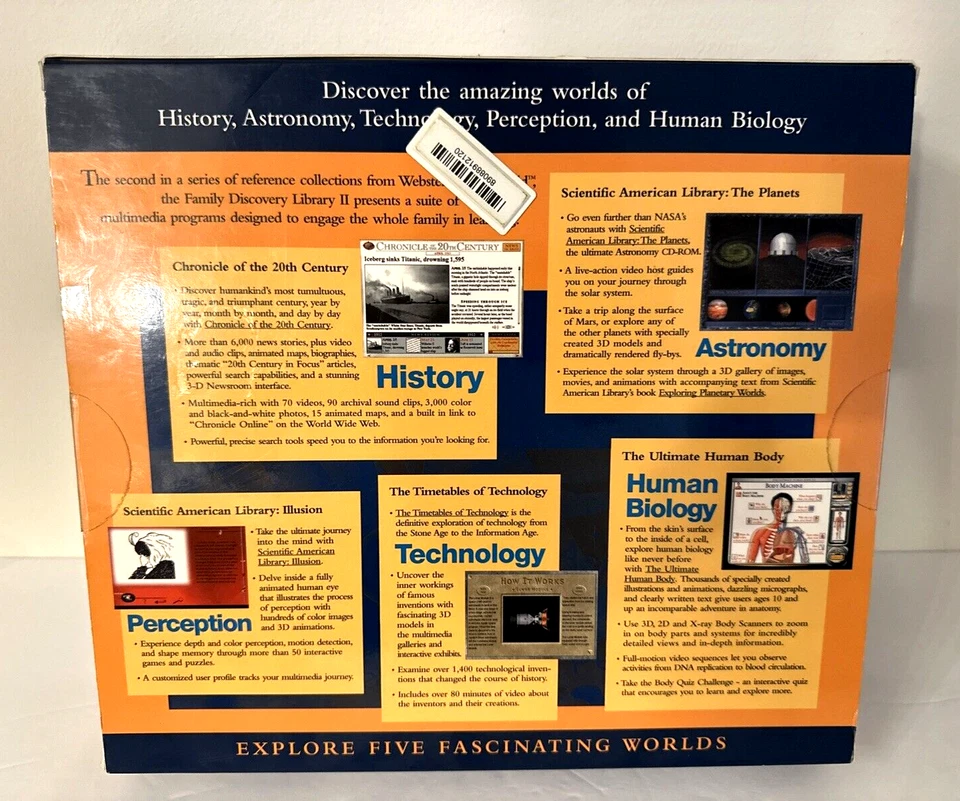 Discover the amazing worlds of
History, Astronomy, Technology, Perception, and Human Biology
89088912120
The second in a series of reference collections from Webste
the Family Discovery Library II presents a suite of
multimedia programs designed to engage the whole family in lea
Chronicle of the 20th Century
• Discover humankind's most tumultuous,
tragic, and triumphant century, year by
year, month by month, and day by day
with Chronicle of the 20th Century.
• More than 6,000 news stories, plus video
and audio clips, animated maps, biographies,
thematic "20th Century in Focus" articles,
powerful search capabilities, and a stunning
3-D Newsroom interface.
• Multimedia-rich with 70 videos, 90 archival sound clips, 3,000 color
and black-and-white photos, 15 animated maps, and a built in link to
"Chronicle Online" on the World Wide Web.
• Powerful, precise search tools speed you to the information you're looking for.
CHRONICLE OF THE 20TH CENTURY
Iceberg sinks Titanic, drowning 1,595
History
Scientific American Library: The Planets
• Go even further than NASA's
astronauts with Scientific
American Library: The Planets,
the ultimate Astronomy CD-ROM.
• A live-action video host guides
you on your journey through
the solar system.
• Take a trip along the surface
of Mars, or explore any of
the other planets with specially
created 3D models and
dramatically rendered fly-bys.
Astronomy
• Experience the solar system through a 3D gallery of images,
movies, and animations with accompanying text from Scientific
American Library's book Exploring Planetary Worlds.
Scientific American Library: Illusion
• Take the ultimate journey
into the mind with
Scientific American
Library: Illusion.
• Delve inside a fully
animated human eye
that illustrates the process
of perception with
hundreds of color images
and 3D animations.
Perception
• Experience depth and color perception, motion detection,
and shape memory through more than 50 interactive
games and puzzles.
• A customized user profile tracks your multimedia journey.
The Timetables of Technology
• The Timetables of Technology is the
definitive exploration of technology from
the Stone Age to the Information Age.
Technology
• Uncover the
inner workings
of famous
inventions with
fascinating 3D
models in
the multimedia
galleries and
interactive exhibits.
HOW IT WORKS
• Examine over 1,400 technological inven-
tions that changed the course of history.
• Includes over 80 minutes of video about
the inventors and their creations.
The Ultimate Human Body
Human
Biology
BODY MACHINE
• From the skin's surface
to the inside of a cell,
explore human biology
like never before
with The Ultimate
Human Body. Thousands of specially created
illustrations and animations, dazzling micrographs,
and clearly written text give users ages 10 and
up an incomparable adventure in anatomy.
• Use 3D, 2D and X-ray Body Scanners to zoom
in on body parts and systems for incredibly
detailed views and in-depth information.
• Full-motion video sequences let you observe
activities from DNA replication to blood circulation.
• Take the Body Quiz Challenge - an interactive quiz
that encourages you to learn and explore more.
EXPLORE FIVE FASCINATING WORLDS